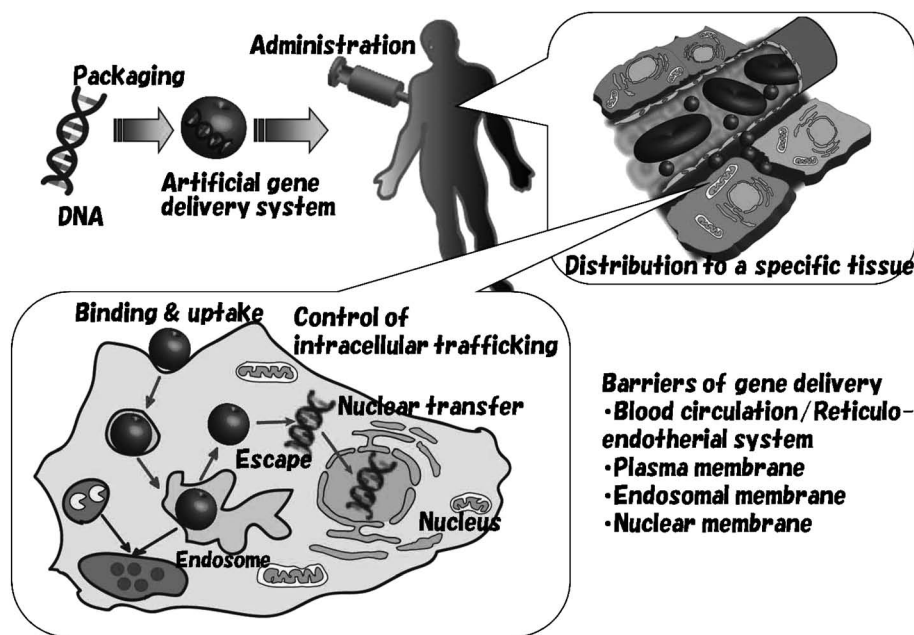 Packaging
DNA
Artificial gene
delivery system
Administration
Distribution to a specific tissue
Binding & uptake
Control of
intracellular trafficking
Nuclear transfer
Escape
Nucleus
Endosome
Barriers of gene delivery
・Blood circulation/Reticulo-
endotherial system
・Plasma membrane
・Endosomal membrane
・Nuclear membrane